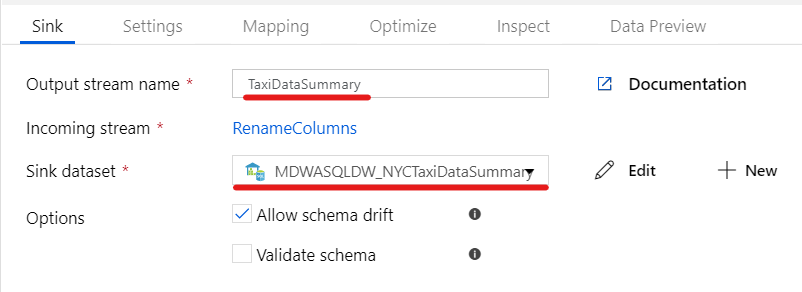 Sink Settings Mapping Optimize Inspect Data Preview
Output stream name * TaxiDataSummary Documentation
Incoming stream * RenameColumns
Sink dataset * MDWASQLDW_NYCTaxiDataSummary Edit New
Options Allow schema drift
Validate schema